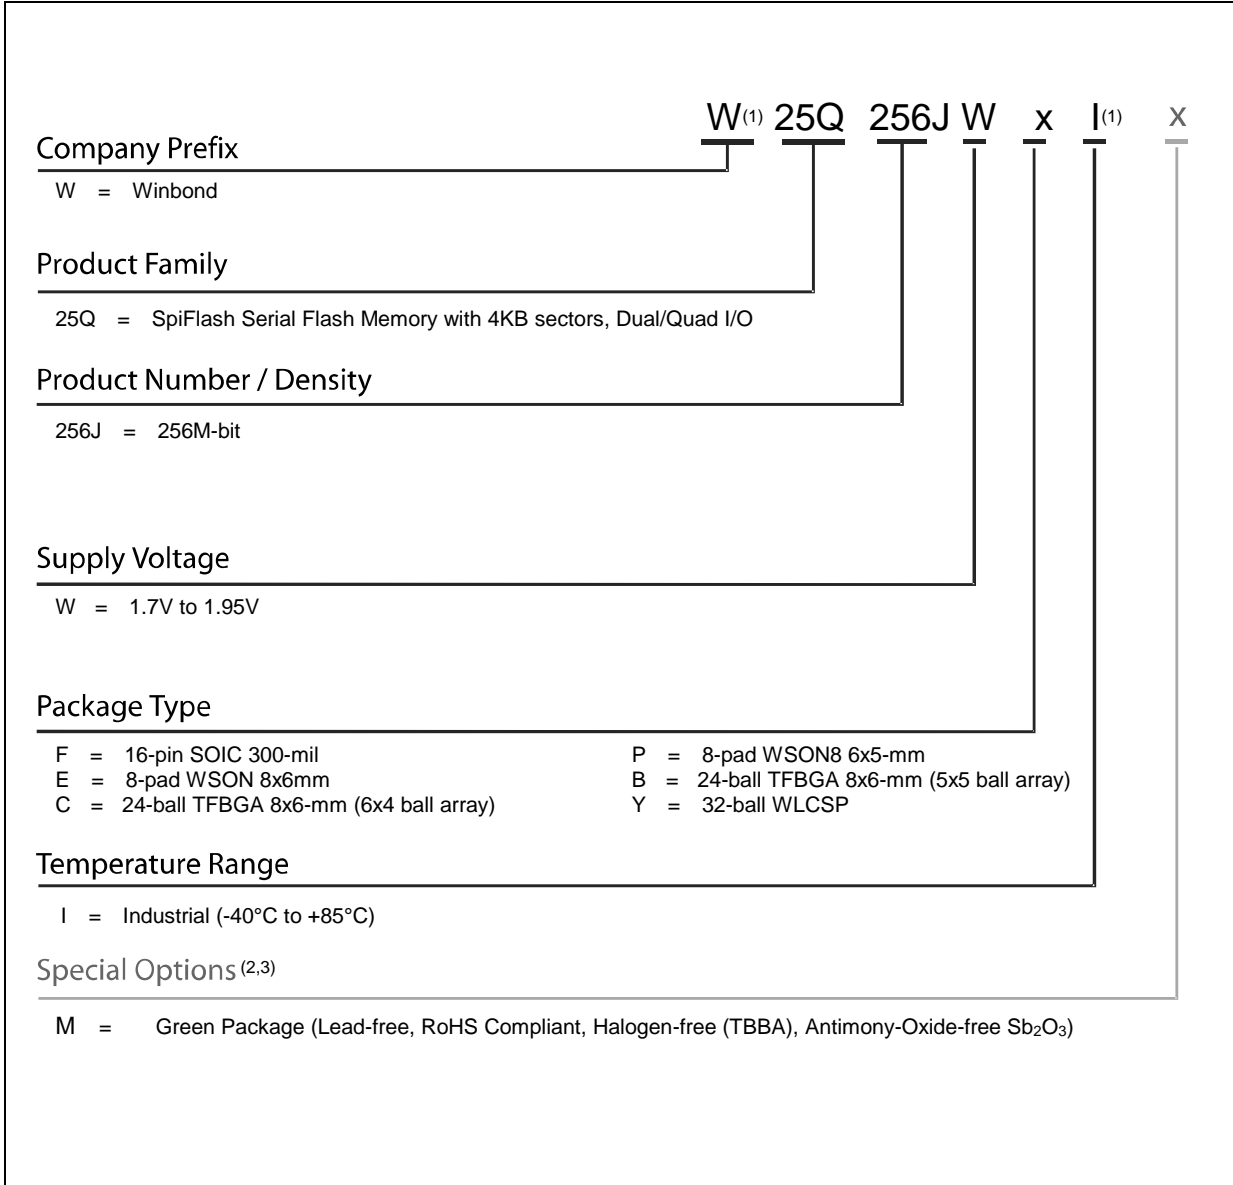 W(1) 25Q 256J W x I(1) x
Company Prefix
W = Winbond
Product Family
25Q = SpiFlash Serial Flash Memory with 4KB sectors, Dual/Quad I/O
Product Number / Density
256J = 256M-bit
Supply Voltage
W = 1.7V to 1.95V
Package Type
F = 16-pin SOIC 300-mil P = 8-pad WSON8 6x5-mm
E = 8-pad WSON 8x6mm B = 24-ball TFBGA 8x6-mm (5x5 ball array)
C = 24-ball TFBGA 8x6-mm (6x4 ball array) Y = 32-ball WLCSP
Temperature Range
I = Industrial (-40°C to +85°C)
Special Options (2,3)
M = Green Package (Lead-free, RoHS Compliant, Halogen-free (TBBA), Antimony-Oxide-free Sb₂O₃)